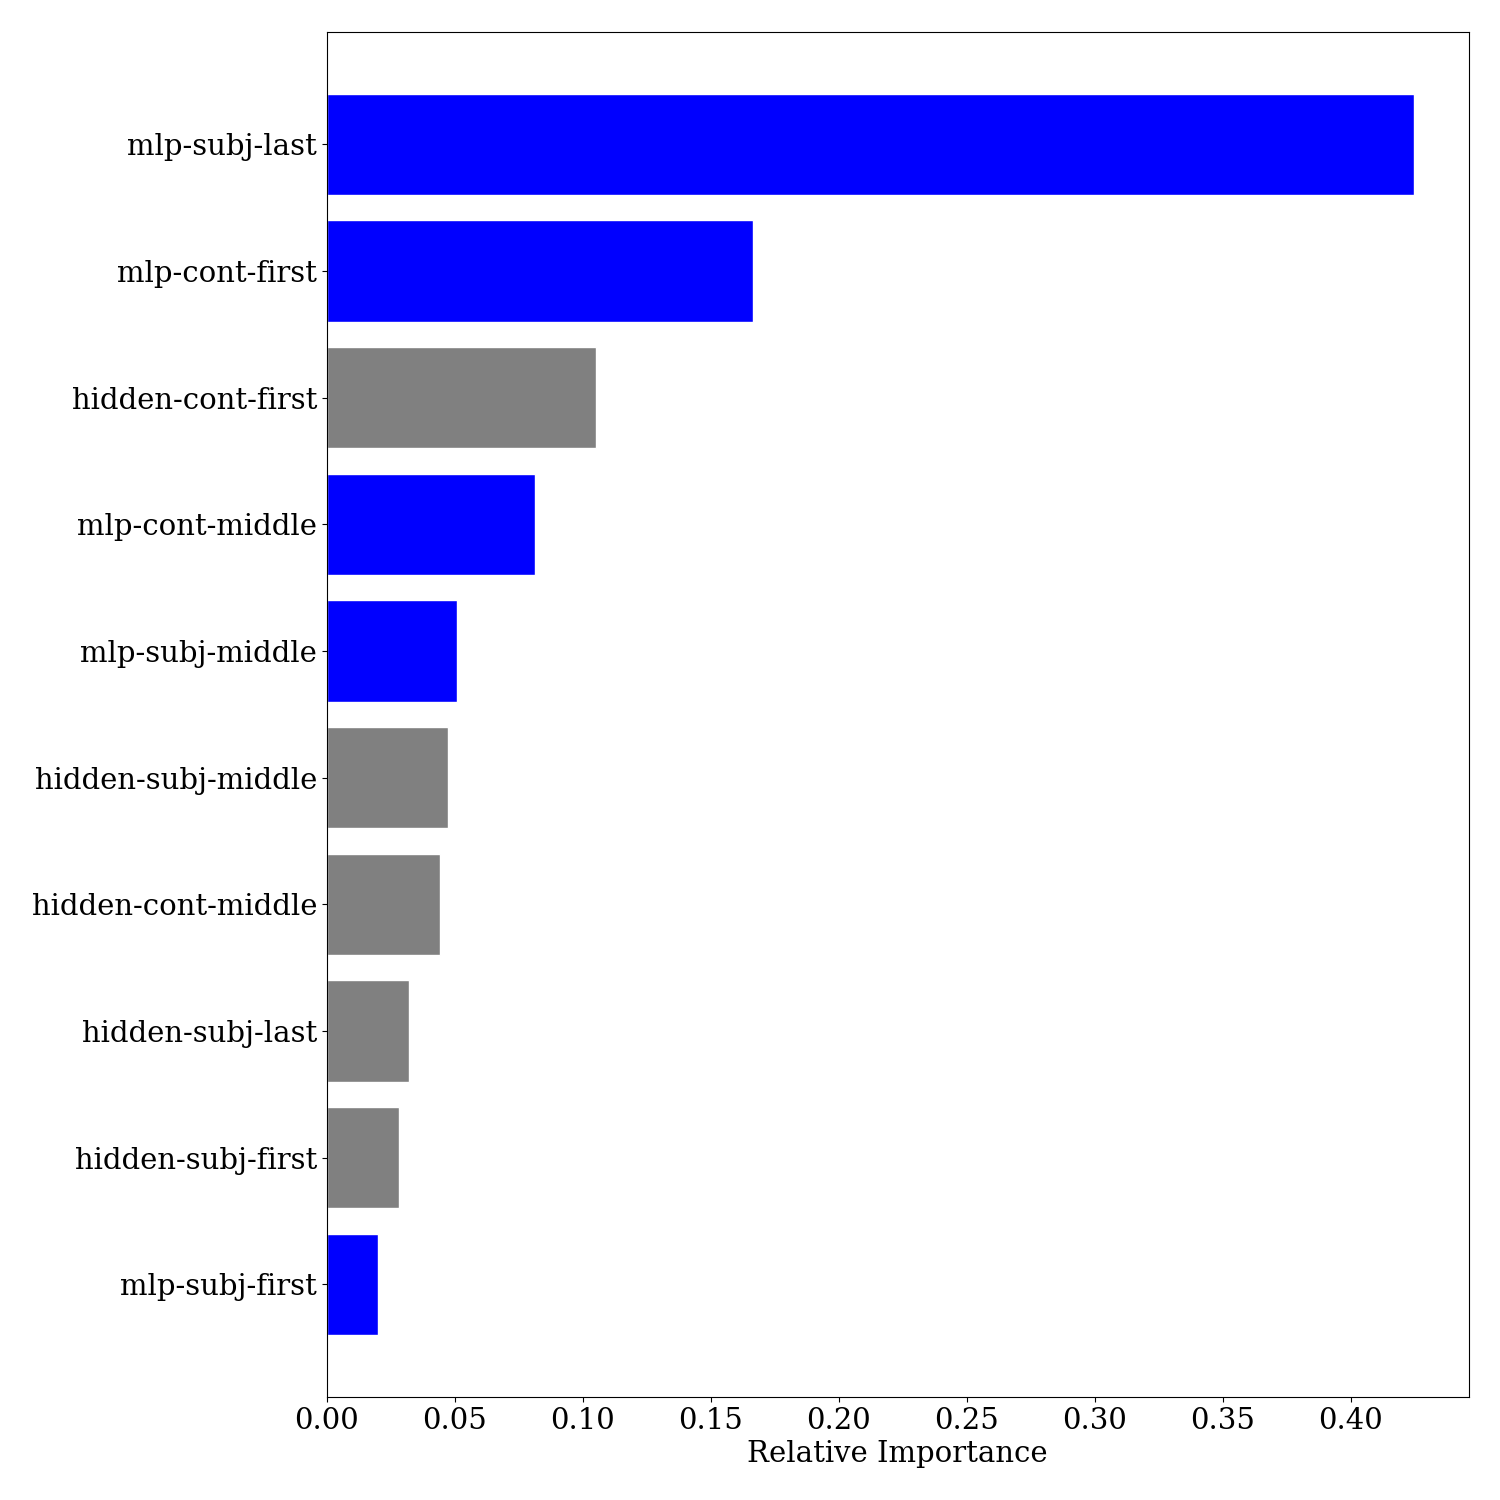 mlp-subj-last
mlp-cont-first
hidden-cont-first
mlp-cont-middle
mlp-subj-middle
hidden-subj-middle
hidden-cont-middle
hidden-subj-last
hidden-subj-first
mlp-subj-first
0.00 0.05 0.10 0.15 0.20 0.25 0.30 0.35 0.40
Relative Importance